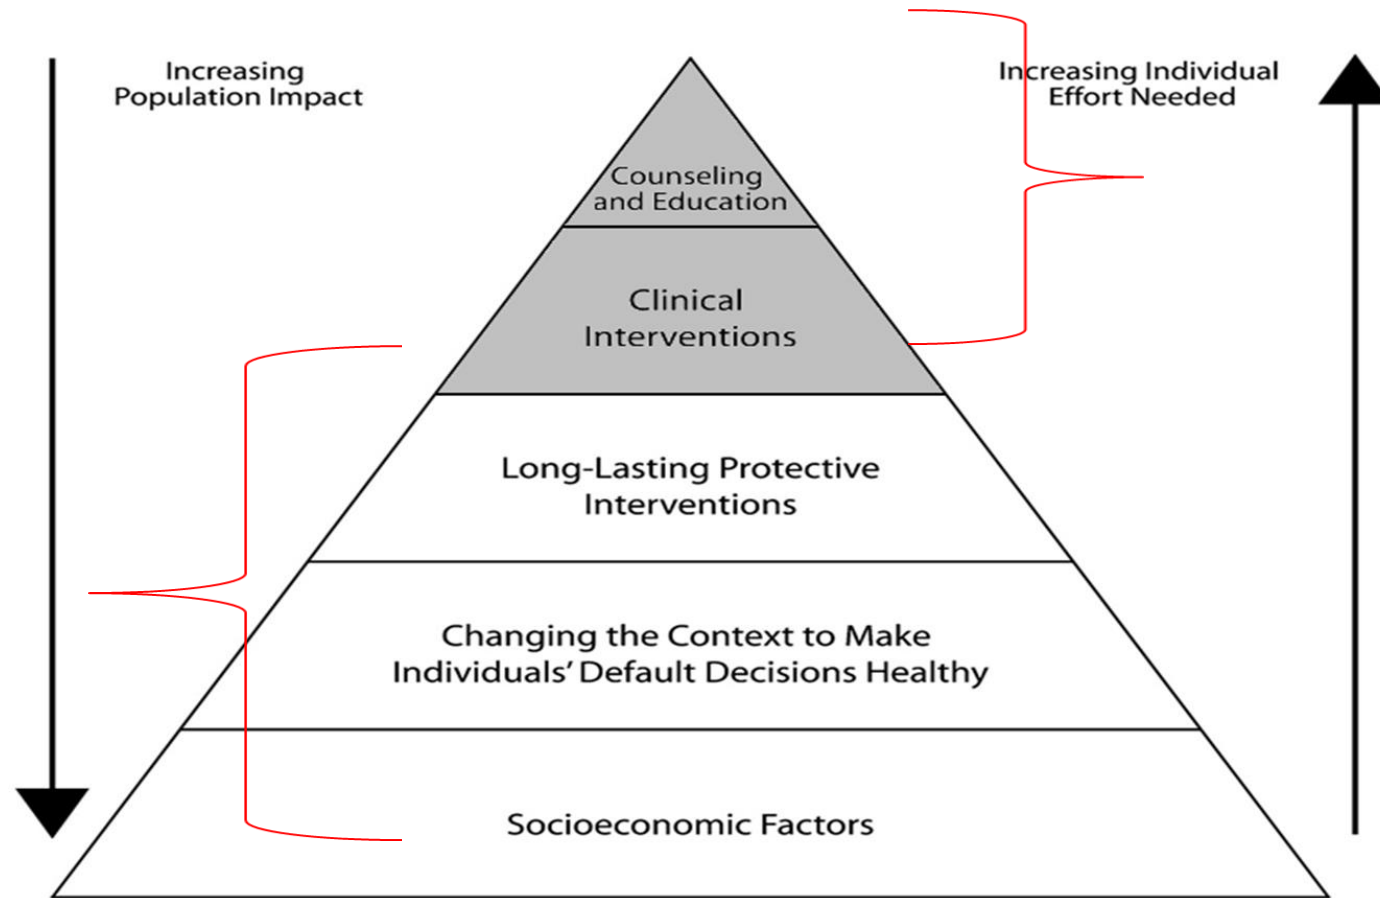 Increasing
Population Impact
Increasing Individual
Effort Needed
Counseling
and Education
Clinical
Interventions
Long-Lasting Protective
Interventions
Changing the Context to Make
Individuals’ Default Decisions Healthy
Socioeconomic Factors